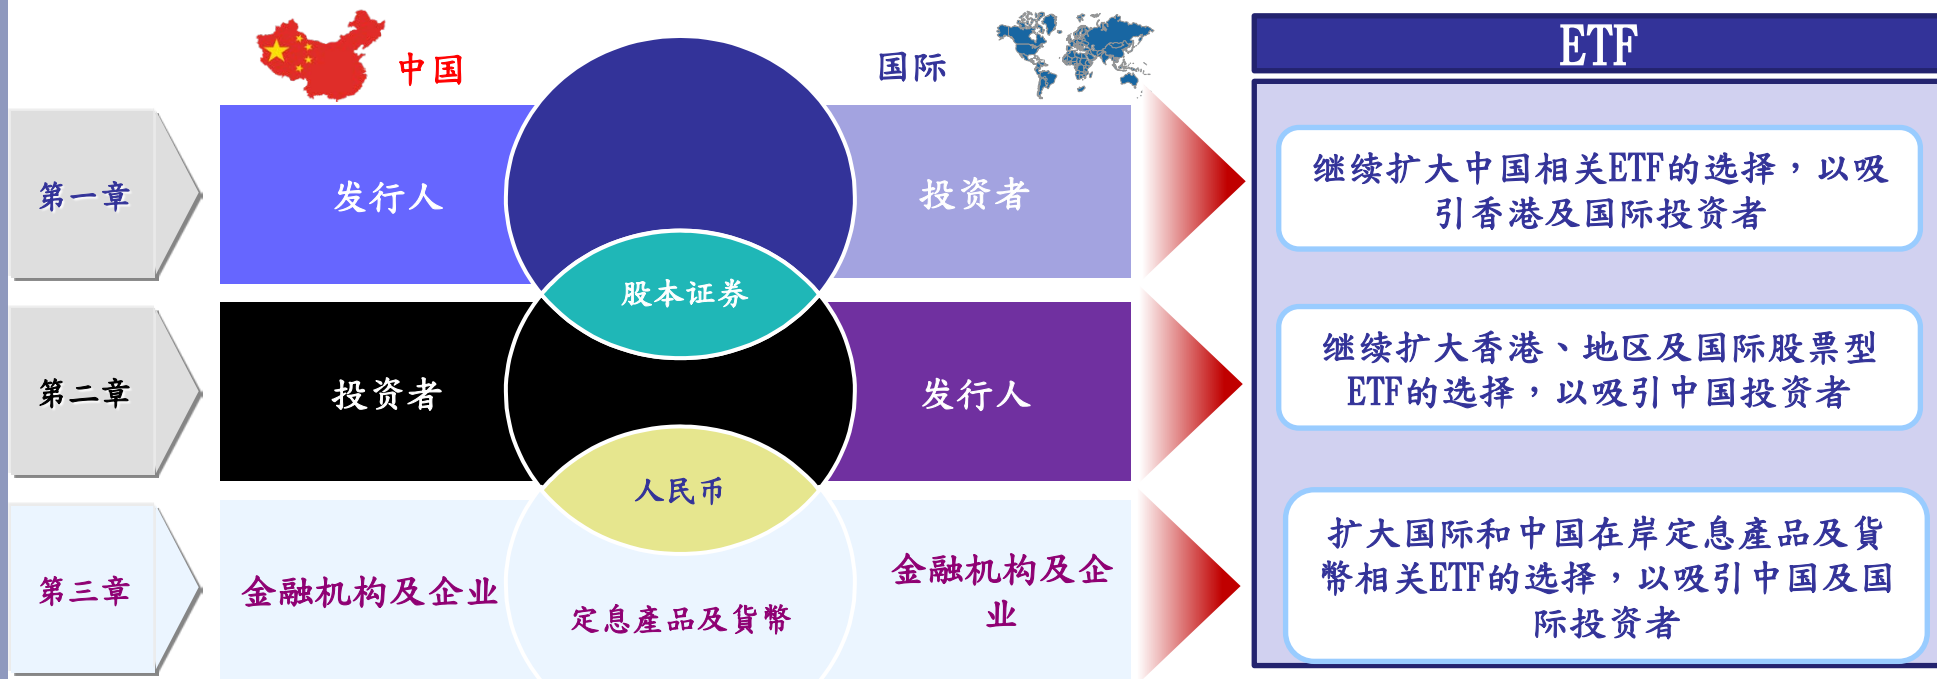 中国
国际
ETF
第一章
发行人
投资者
继续扩大中国相关ETF的选择，以吸
引香港及国际投资者
股本证券
第二章
投资者
发行人
继续扩大香港、地区及国际股票型
ETF的选择，以吸引中国投资者
人民币
第三章
金融机构及企业
定息產品及貨幣
金融机构及企
业
扩大国际和中国在岸定息產品及貨
幣相关ETF的选择，以吸引中国及国
际投资者